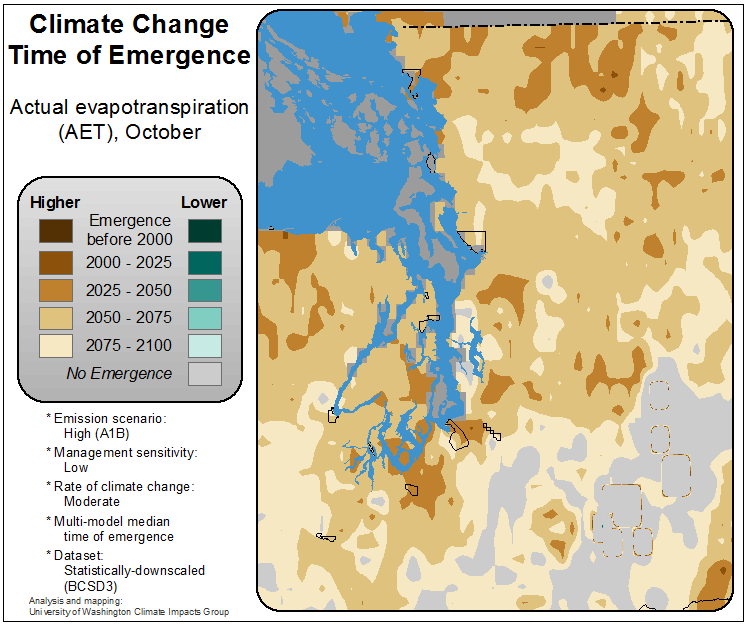 Climate Change
Time of Emergence
Actual evapotranspiration
(AET), October
Higher Lower
Emergence
before 2000
2000 - 2025
2025 - 2050
2050 - 2075
2075 - 2100
No Emergence
* Emission scenario:
High (A1B)
* Management sensitivity:
Low
* Rate of climate change:
Moderate
* Multi-model median
time of emergence
* Dataset:
Statistically-downscaled
(BCSD3)
Analysis and mapping:
University of Washington Climate Impacts Group